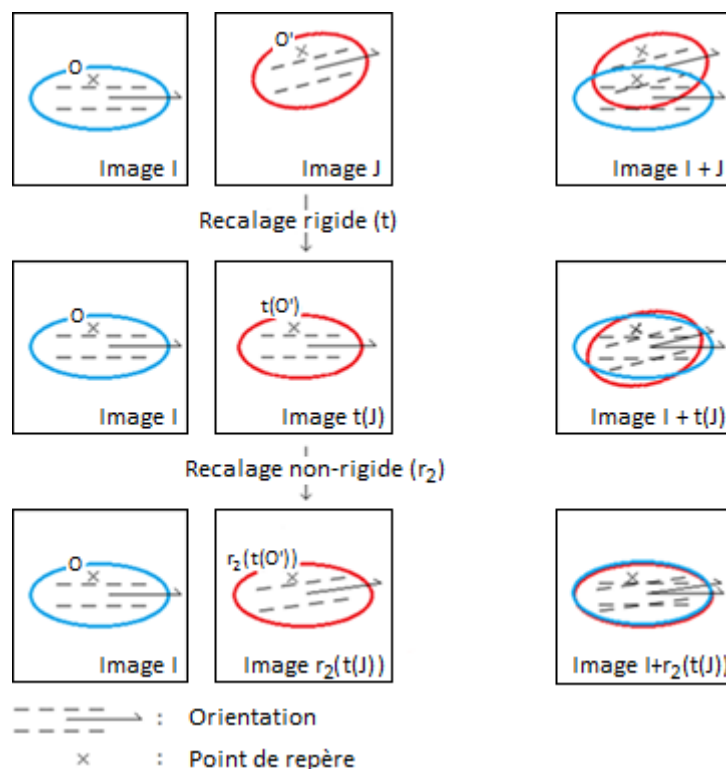 O
O'
Image I
Image J
Image I + J
Recalage rigide (t)
O
t(O')
Image I
Image t(J)
Image I + t(J)
Recalage non-rigide (r₂)
O
r₂(t(O'))
Image I
Image r₂(t(J))
Image I+r₂(t(J))
: Orientation
: Point de repère